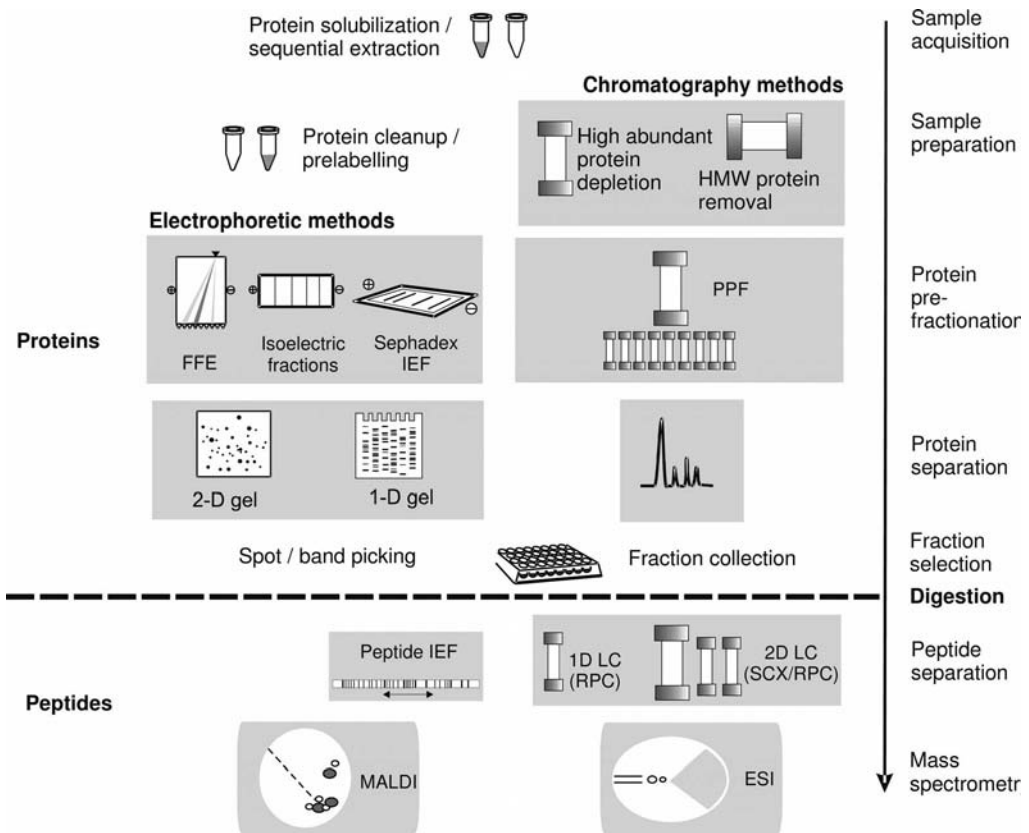 Protein solubilization /
sequential extraction
Sample
acquisition
Chromatography methods
Protein cleanup /
prelabelling
High abundant
protein
depletion
HMW protein
removal
Sample
preparation
Electrophoretic methods
FFE
Isoelectric
fractions
Sephadex
IEF
PPF
Protein
pre-
fractionation
Proteins
2-D gel
1-D gel
Protein
separation
Spot / band picking
Fraction collection
Fraction
selection
Digestion
Peptide IEF
1D LC
(RPC)
2D LC
(SCX/RPC)
Peptide
separation
Peptides
MALDI
ESI
Mass
spectrometry